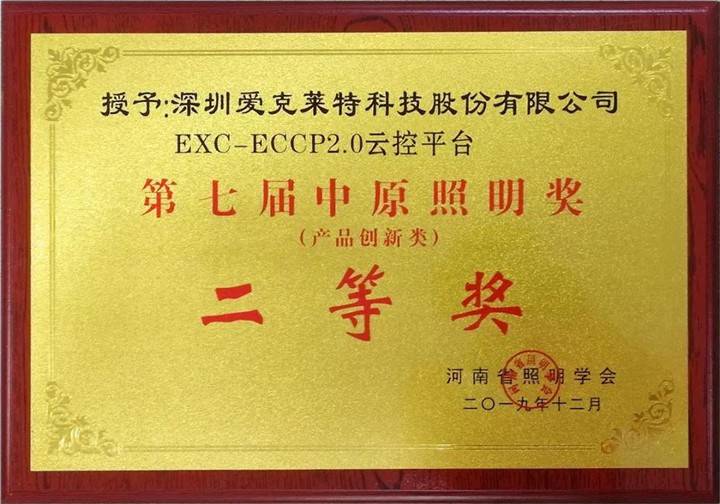 授予:深圳爱克莱特科技股份有限公司
EXC-ECCP2.0云控平台
第七届中原照明奖
(产品创新类)
二等奖
河南省照明学会
二〇一九年十二月